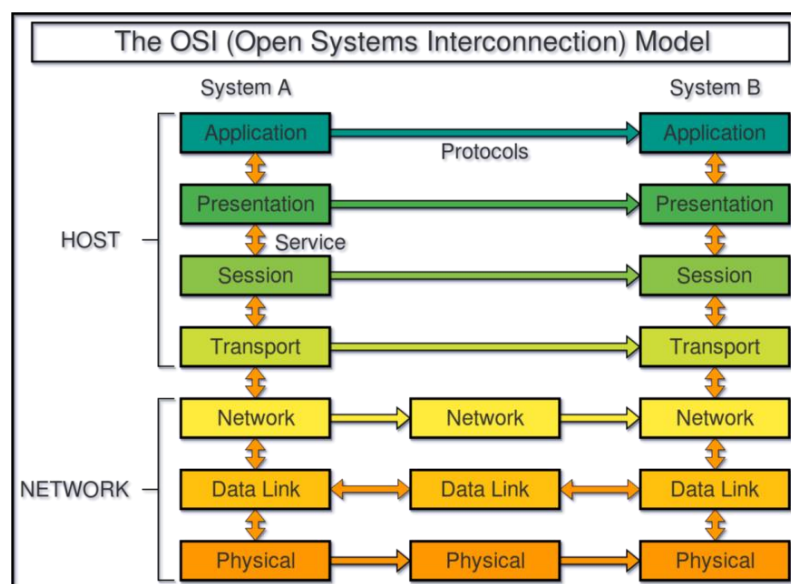 The OSI (Open Systems Interconnection) Model
System A
System B
Application
Application
Protocols
Presentation
Presentation
HOST
Service
Session
Session
Transport
Transport
Network
Network
Network
NETWORK
Data Link
Data Link
Data Link
Physical
Physical
Physical